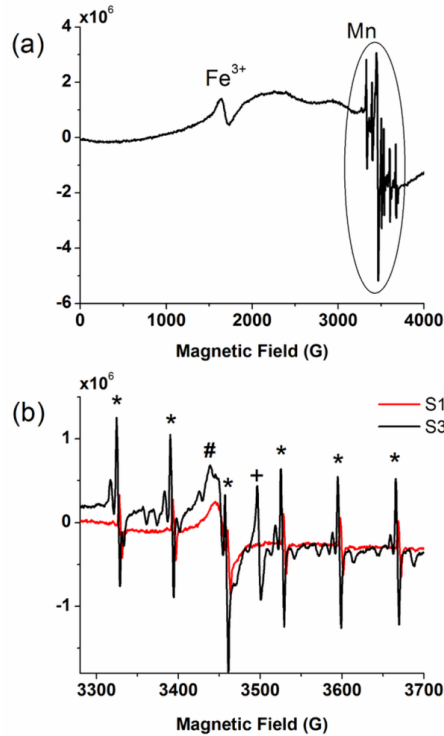 (a)
x10⁶
Mn
Fe³⁺
4
2
0
-2
-4
-6
0 1000 2000 3000 4000
Magnetic Field (G)
(b)
x10⁶
S1
S3
* * # * + * * *
1
0
-1
3300 3400 3500 3600 3700
Magnetic Field (G)